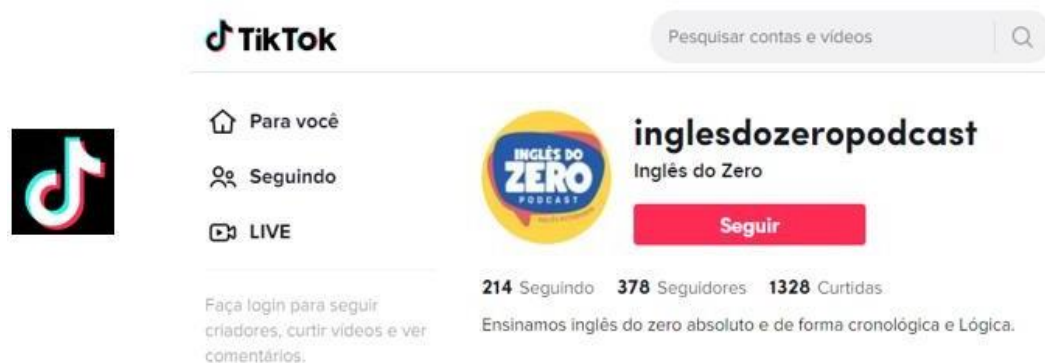 TikTok
Pesquisar contas e vídeos
Para você
Seguindo
LIVE
Faça login para seguir
criadores, curtir vídeos e ver
comentários.
INGLÊS DO
ZERO
PODCAST
inglesdozeropodcast
Inglês do Zero
Seguir
214 Seguindo 378 Seguidores 1328 Curtidas
Ensinamos inglês do zero absoluto e de forma cronológica e Lógica.